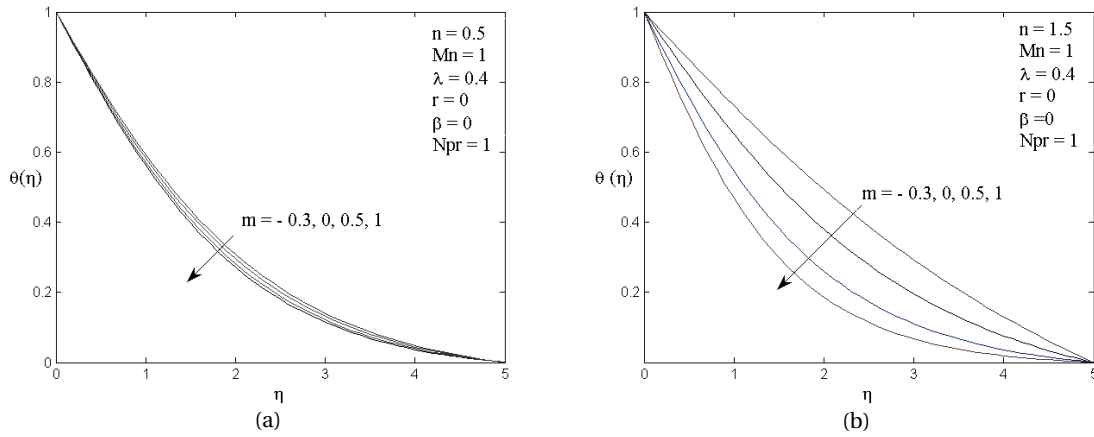 1
0.8
0.6
θ(η)
0.4
0.2
0
0
1
2
3
4
5
η
n = 0.5
Mn = 1
λ = 0.4
r = 0
β = 0
Npr = 1
m = - 0.3, 0, 0.5, 1
(a)
1
0.8
0.6
θ (η)
0.4
0.2
0
0
1
2
3
4
5
η
n = 1.5
Mn = 1
λ = 0.4
r = 0
β =0
Npr = 1
m = - 0.3, 0, 0.5, 1
(b)